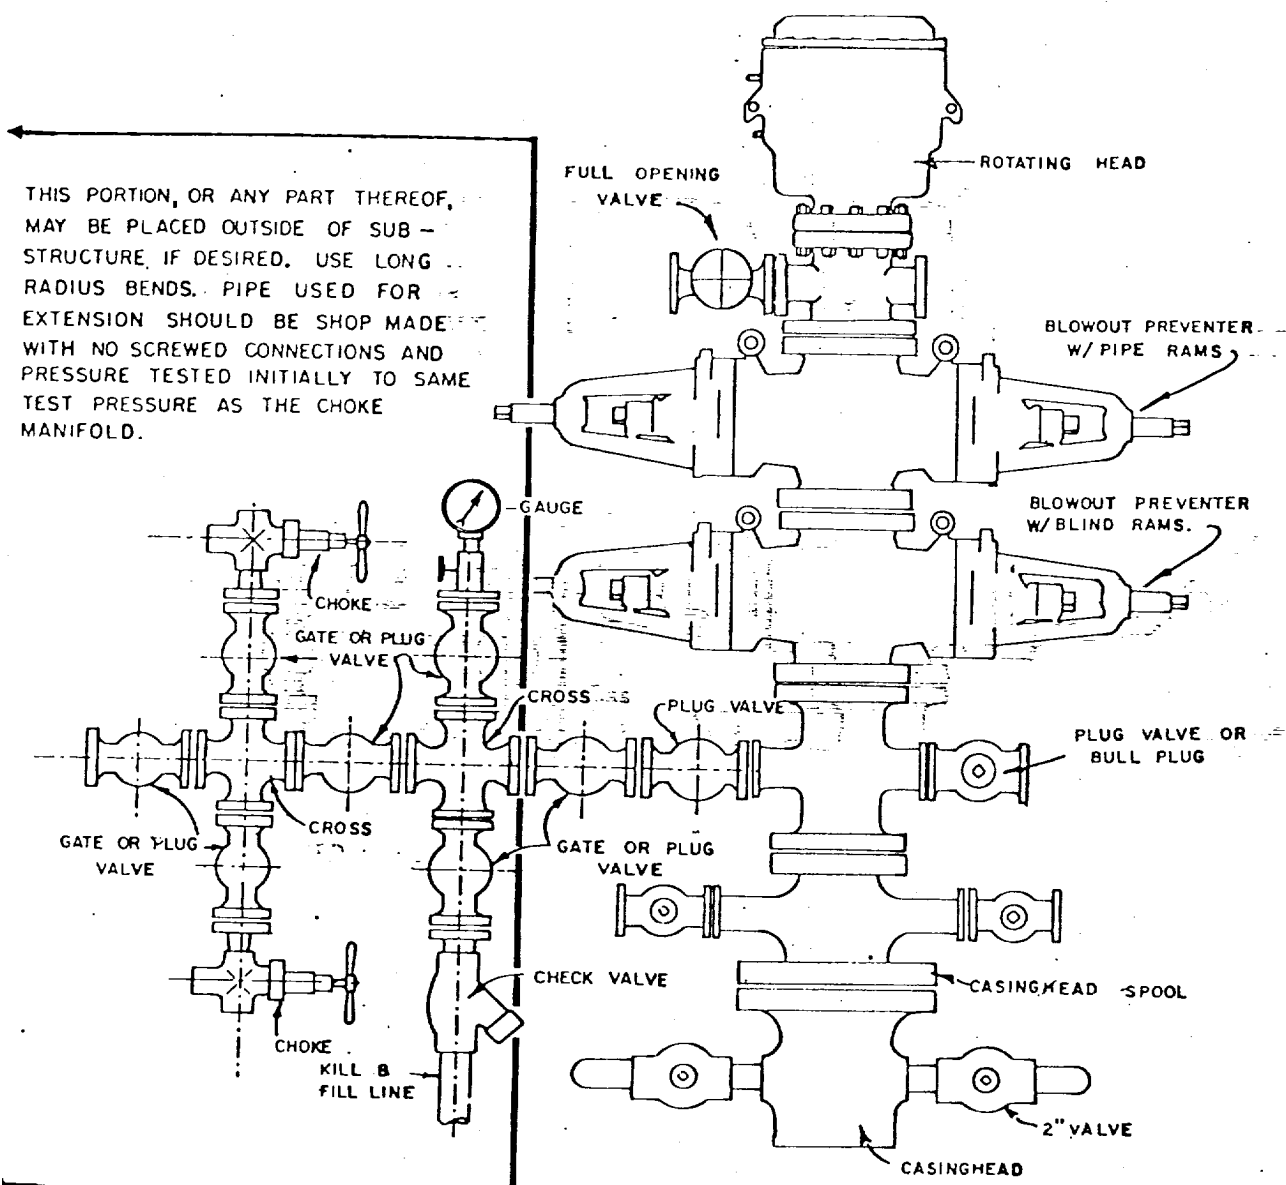 ROTATING HEAD
FULL OPENING
VALVE
THIS PORTION, OR ANY PART THEREOF,
MAY BE PLACED OUTSIDE OF SUB-
STRUCTURE, IF DESIRED. USE LONG
RADIUS BENDS. PIPE USED FOR
EXTENSION SHOULD BE SHOP MADE
WITH NO SCREWED CONNECTIONS AND
PRESSURE TESTED INITIALLY TO SAME
TEST PRESSURE AS THE CHOKE
MANIFOLD.
BLOWOUT PREVENTER
W/ PIPE RAMS
GAUGE
BLOWOUT PREVENTER
W/ BLIND RAMS.
CHOKE
GATE OR PLUG
VALVE
CROSS
PLUG VALVE
PLUG VALVE OR
BULL PLUG
GATE OR PLUG
VALVE
CROSS
GATE OR PLUG
VALVE
CHECK VALVE
CASINGHEAD SPOOL
CHOKE
KILL &
FILL LINE
2" VALVE
CASINGHEAD